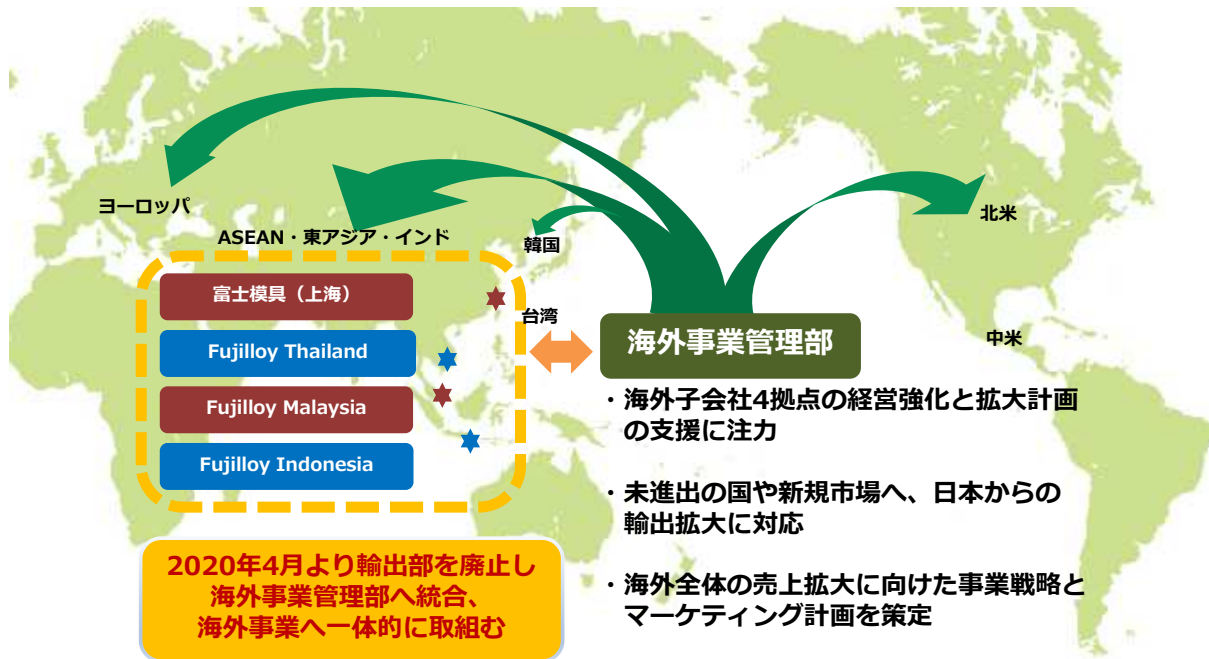 ヨーロッパ
北米
ASEAN・東アジア・インド
韓国
富士模具（上海）
台湾
Fujilloy Thailand
海外事業管理部
中米
Fujilloy Malaysia
Fujilloy Indonesia
・海外子会社4拠点の経営強化と拡大計画
の支援に注力
・未進出の国や新規市場へ、日本からの
輸出拡大に対応
・海外全体の売上拡大に向けた事業戦略と
マーケティング計画を策定
2020年4月より輸出部を廃止し
海外事業管理部へ統合、
海外事業へ一体的に取組む